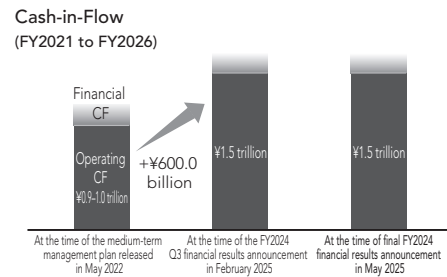 Cash-in-Flow
(FY2021 to FY2026)
Financial
CF
Operating
CF
¥0.9–1.0 trillion
+¥600.0
billion
¥1.5 trillion
¥1.5 trillion
At the time of the medium-term
management plan released
in May 2022
At the time of the FY2024
Q3 financial results announcement
in February 2025
At the time of final FY2024
financial results announcement
in May 2025